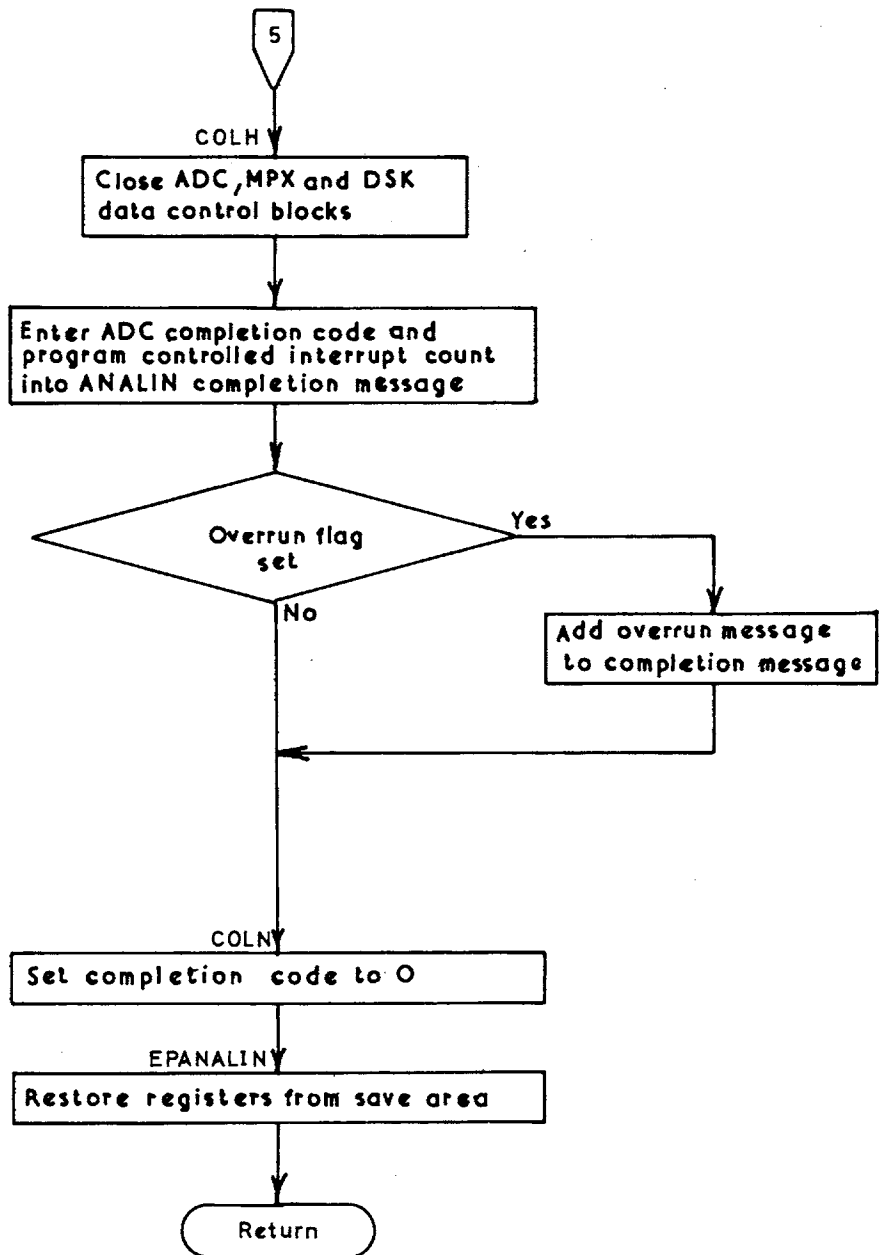 5
COLH
Close ADC, MPX and DSK
data control blocks
Enter ADC completion code and
program controlled interrupt count
into ANALIN completion message
Overrun flag
set
Yes
No
Add overrun message
to completion message
COLN
Set completion code to 0
EPANALIN
Restore registers from save area
Return